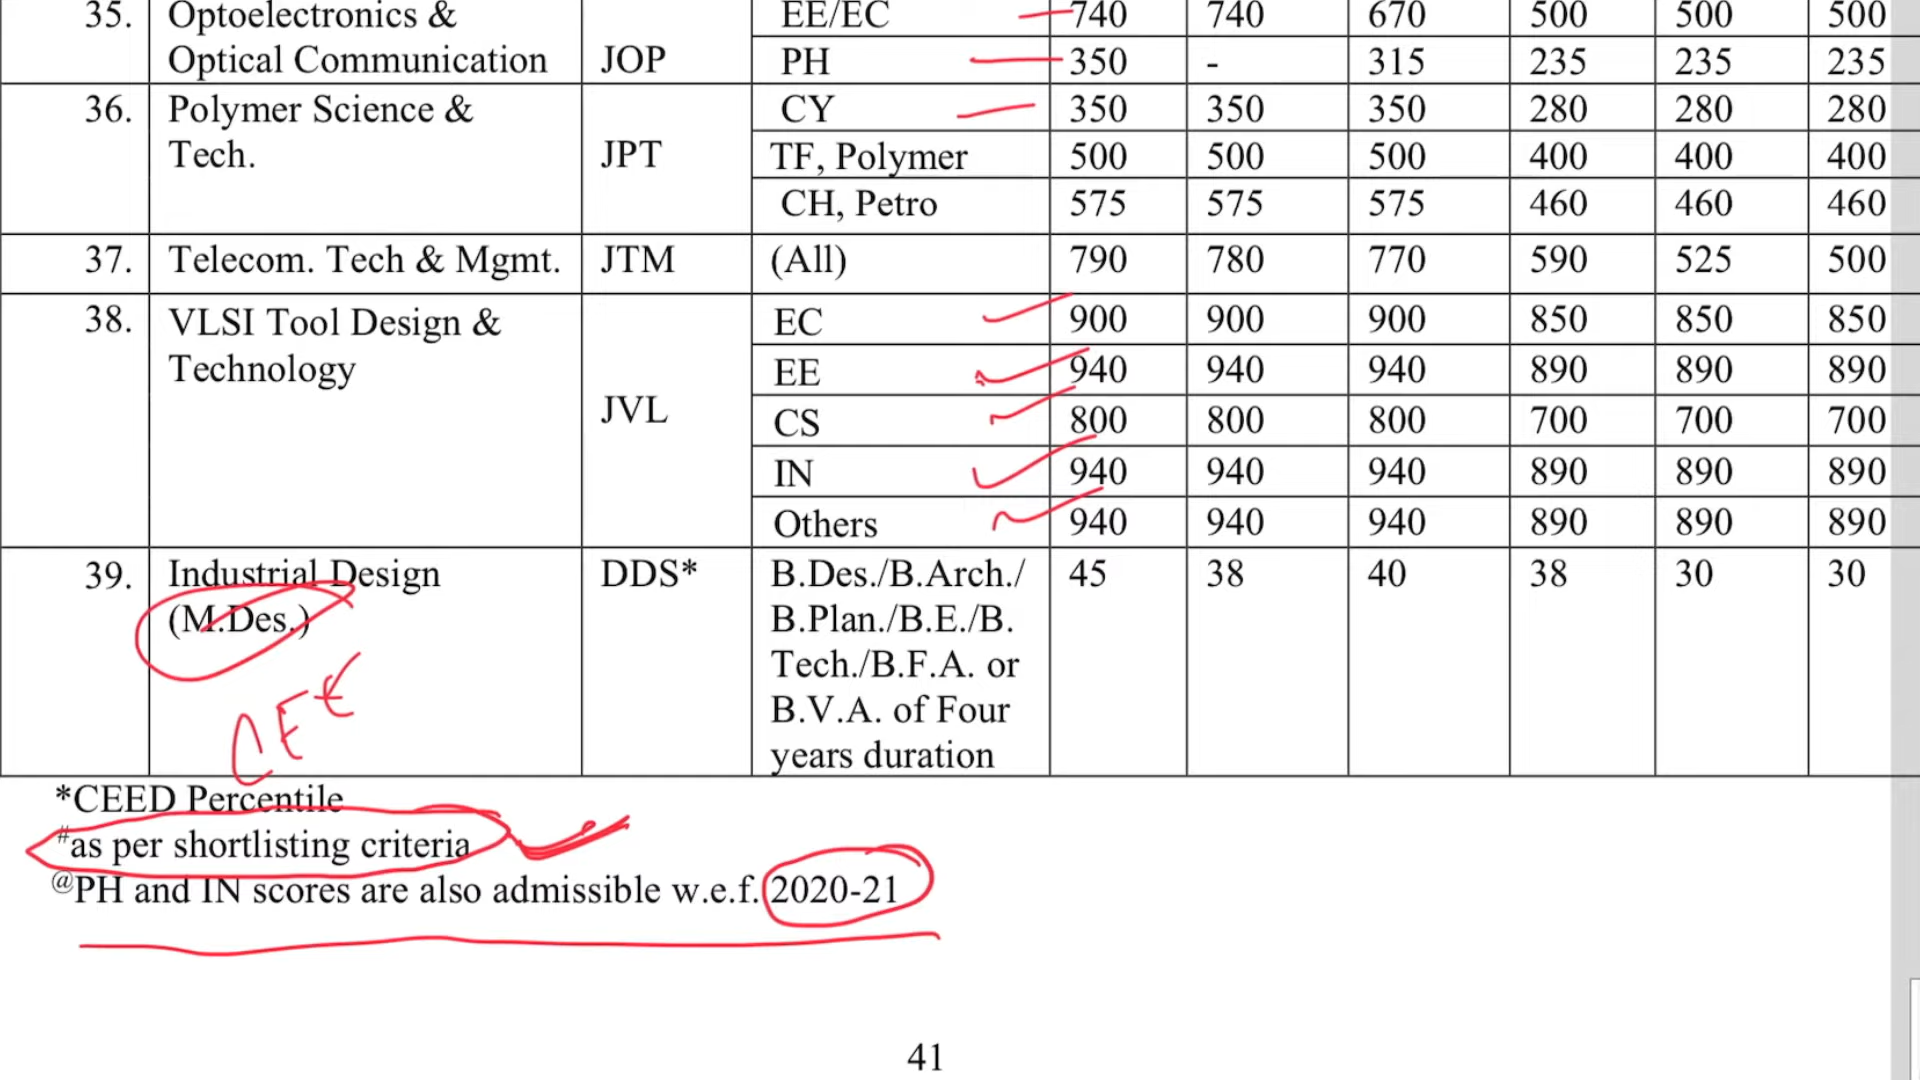 35. Optoelectronics & EE/EC 740 740 670 500 500 500
Optical Communication JOP PH 350 - 315 235 235 235
36. Polymer Science & CY 350 350 350 280 280 280
Tech. JPT TF, Polymer 500 500 500 400 400 400
CH, Petro 575 575 575 460 460 460
37. Telecom. Tech & Mgmt. JTM (All) 790 780 770 590 525 500
38. VLSI Tool Design & EC 900 900 900 850 850 850
Technology EE 940 940 940 890 890 890
JVL CS 800 800 800 700 700 700
IN 940 940 940 890 890 890
Others 940 940 940 890 890 890
39. Industrial Design DDS* B.Des./B.Arch./ 45 38 40 38 30 30
(M.Des.) B.Plan./B.E./B.
Tech./B.F.A. or
B.V.A. of Four
years duration
*CEED Percentile
#as per shortlisting criteria
@PH and IN scores are also admissible w.e.f. 2020-21
41